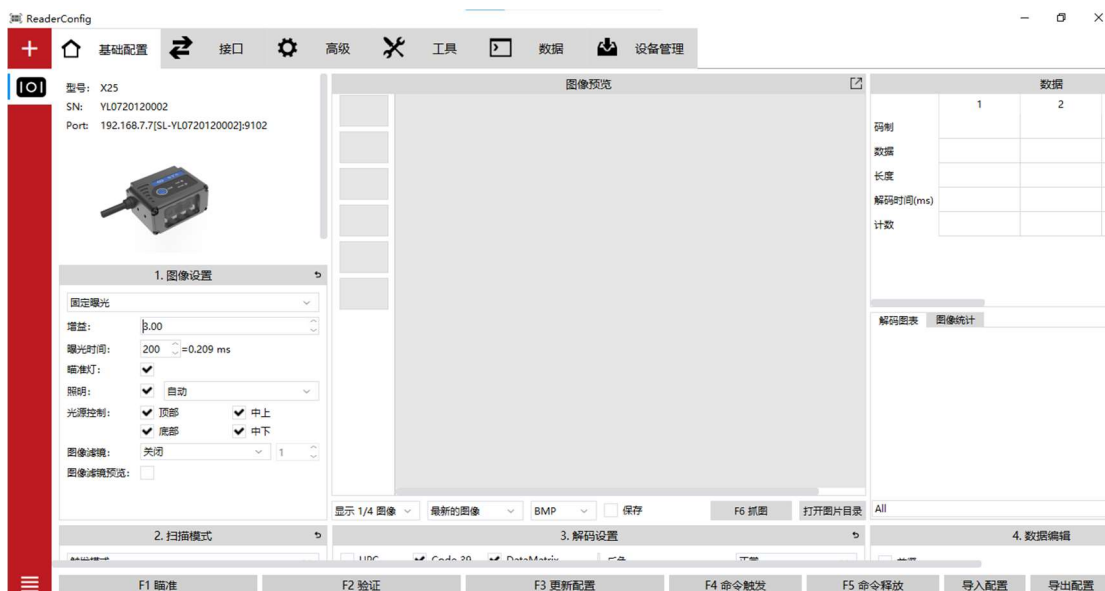 ReaderConfig
基础配置 接口 高级 工具 数据 设备管理
型号: X25
SN: YL0720120002
Port: 192.168.7.7[SL-YL0720120002]:9102
1. 图像设置
固定曝光
增益: 3.00
曝光时间: 200 =0.209 ms
瞄准灯:
照明: 自动
光源控制: 顶部 中上
底部 中下
图像滤镜: 关闭 1
图像滤镜预览:
图像预览
显示 1/4 图像 最新的图像 BMP 保存 F6 抓图 打开图片目录
数据
1 2
码制
数据
长度
解码时间(ms)
计数
解码图表 图像统计
All
2. 扫描模式
3. 解码设置
UPC Code 39 DataMatrix 正常
4. 数据编辑
F1 瞄准 F2 验证 F3 更新配置 F4 命令触发 F5 命令释放 导入配置 导出配置